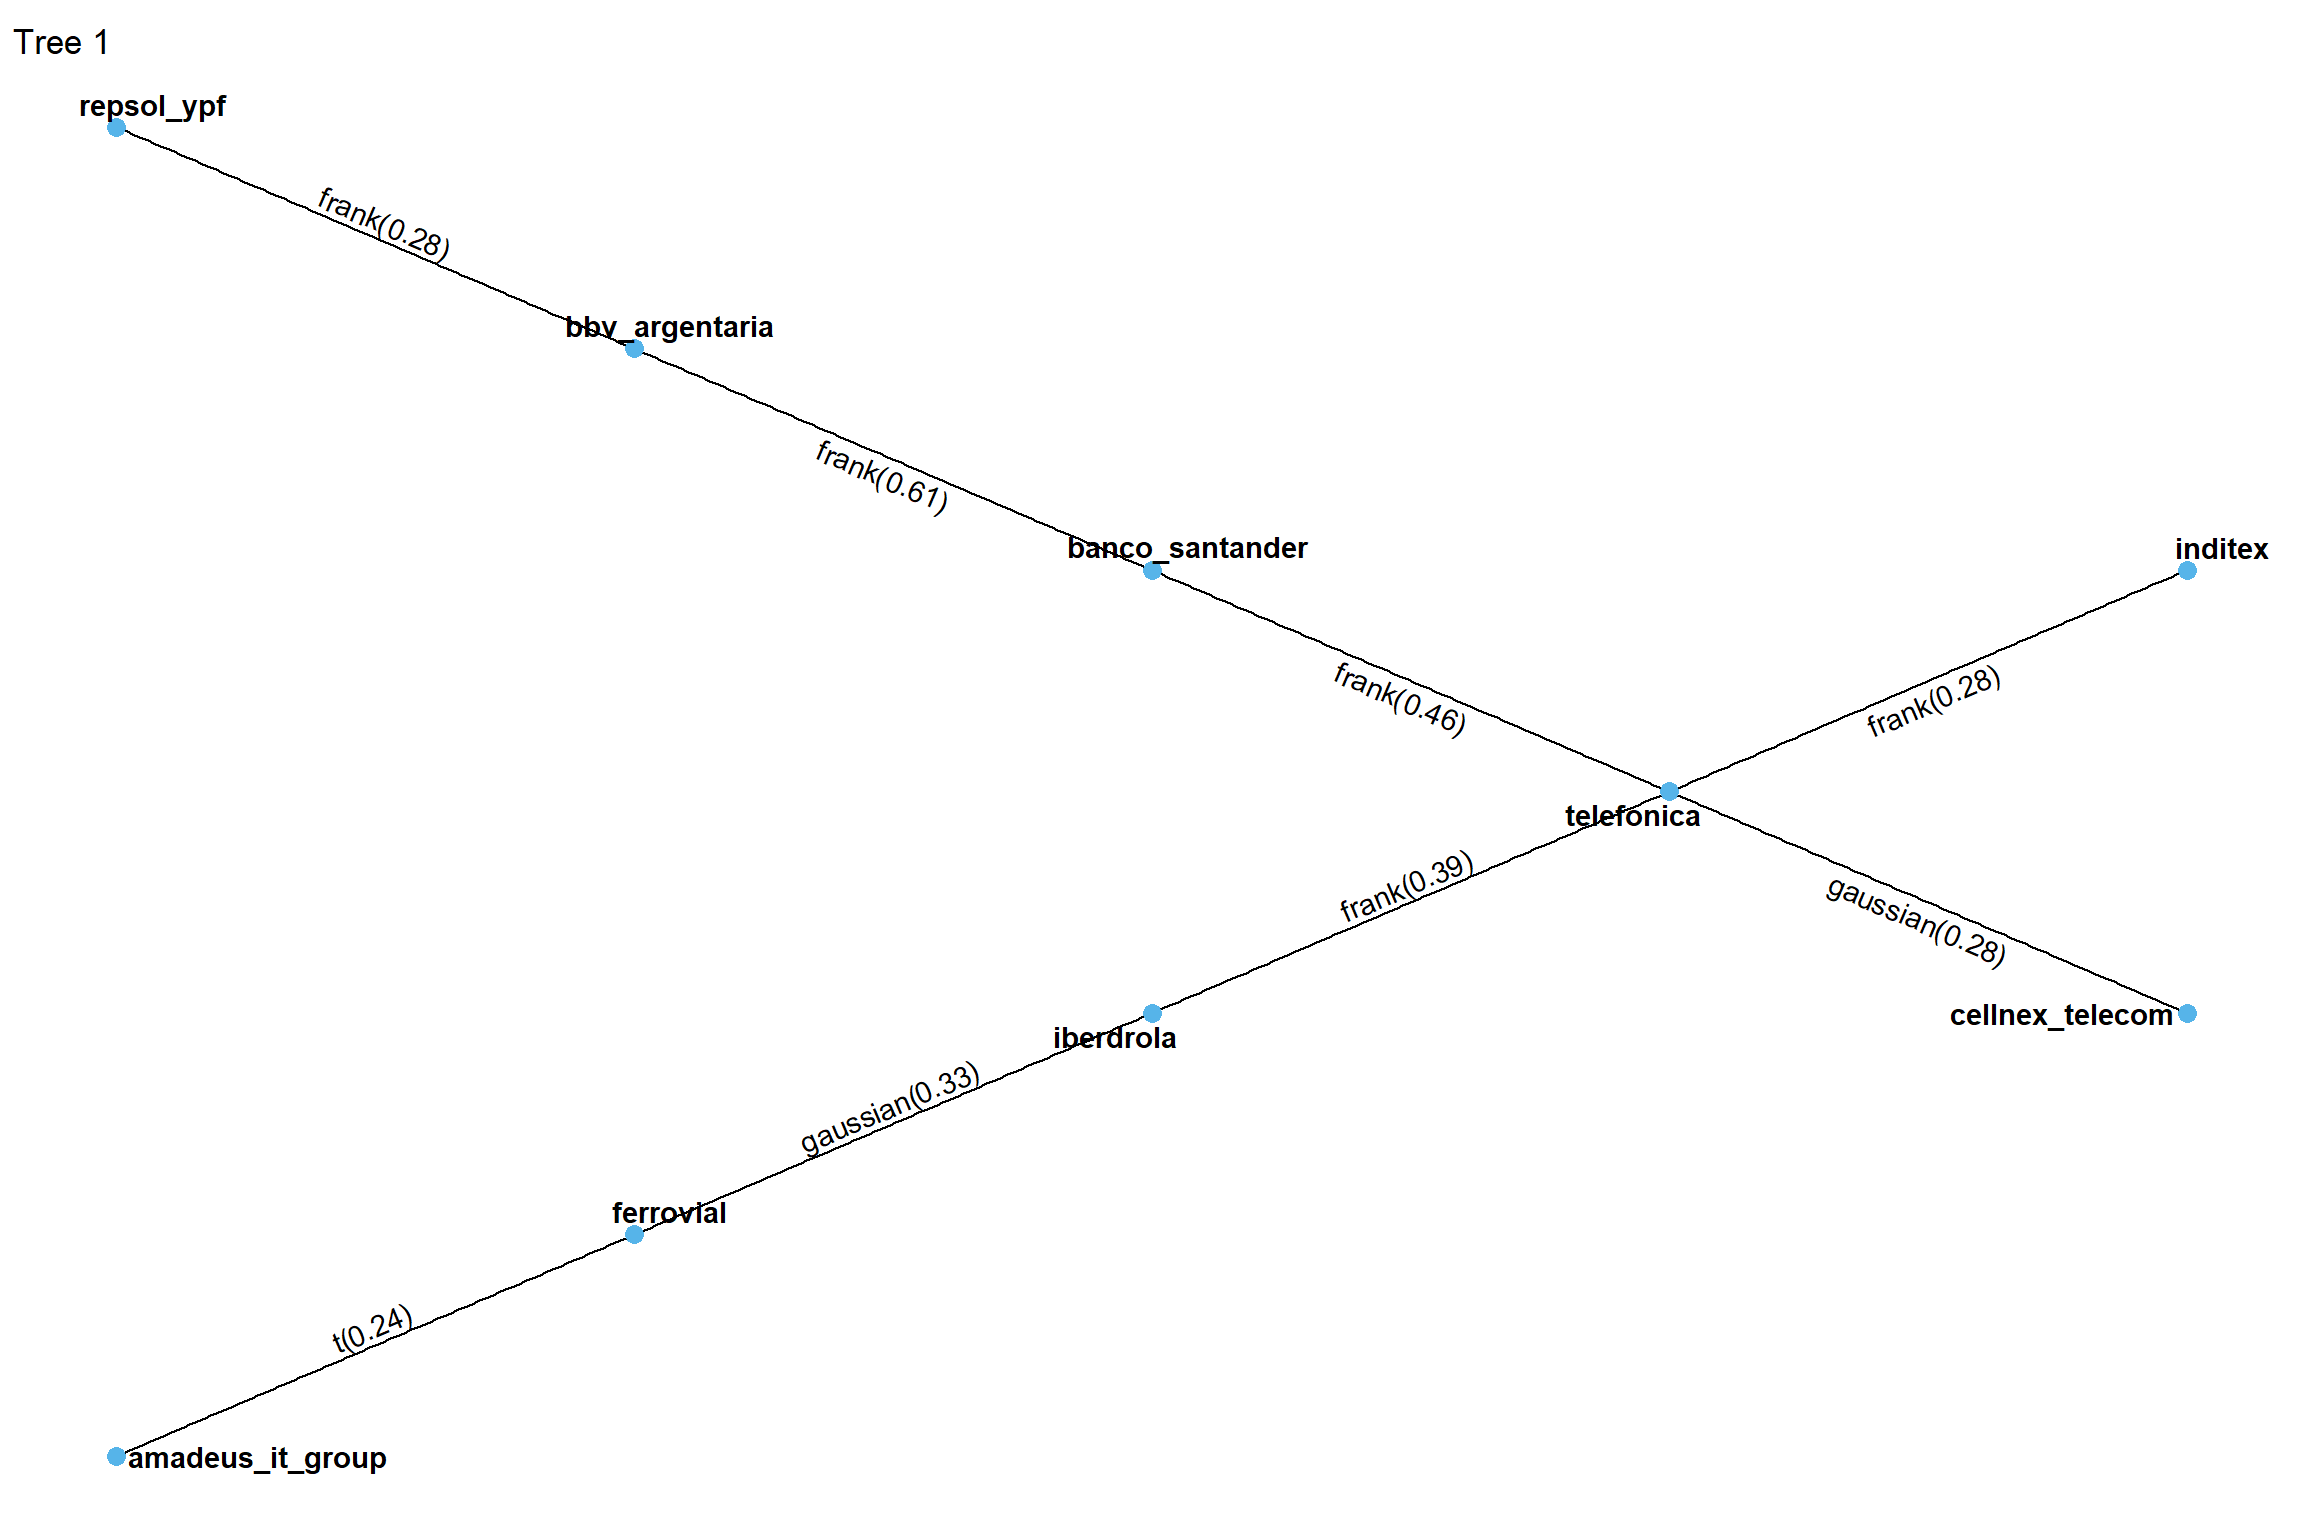 Tree 1
repsol_ypf
frank(0.28)
bbv_argentaria
frank(0.61)
banco_santander
inditex
frank(0.46)
frank(0.28)
telefonica
frank(0.39)
gaussian(0.28)
iberdrola
cellnex_telecom
gaussian(0.33)
ferrovial
t(0.24)
amadeus_it_group